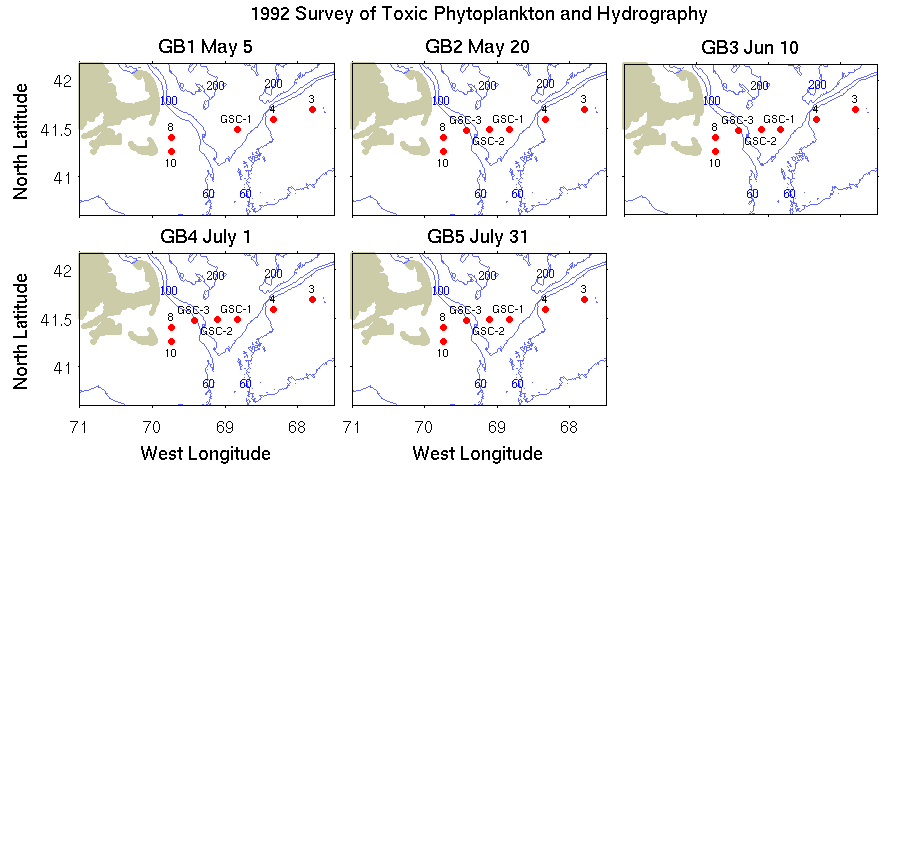 1992 Survey of Toxic Phytoplankton and Hydrography
GB1 May 5
GB2 May 20
GB3 Jun 10
North Latitude
42
41.5
41
100
200
200
3
4
GSC-1
8
10
60
60
100
200
200
3
4
GSC-3
GSC-1
GSC-2
8
10
60
60
100
200
200
3
4
GSC-3
GSC-1
GSC-2
8
10
60
60
GB4 July 1
GB5 July 31
North Latitude
42
41.5
41
100
200
200
3
4
GSC-3
GSC-1
GSC-2
8
10
60
60
100
200
200
3
4
GSC-3
GSC-1
GSC-2
8
10
60
60
71
70
69
68
71
70
69
68
West Longitude
West Longitude